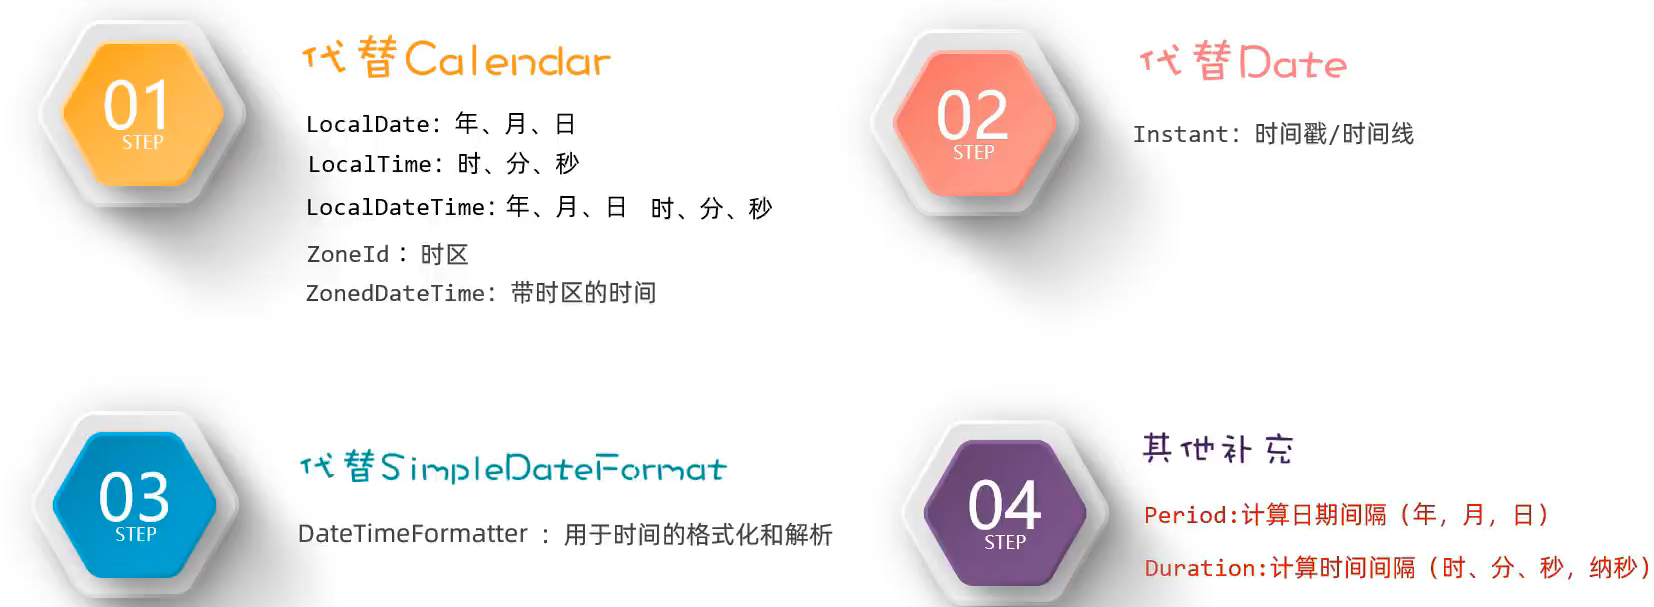 01
STEP
代替Calendar
LocalDate：年、月、日
LocalTime：时、分、秒
LocalDateTime：年、月、日 时、分、秒
ZoneId：时区
ZonedDateTime：带时区的时间
02
STEP
代替Date
Instant：时间戳/时间线
03
STEP
代替SimpleDateFormat
DateTimeFormatter ：用于时间的格式化和解析
04
STEP
其他补充
Period:计算日期间隔（年，月，日）
Duration:计算时间间隔（时、分、秒，纳秒）